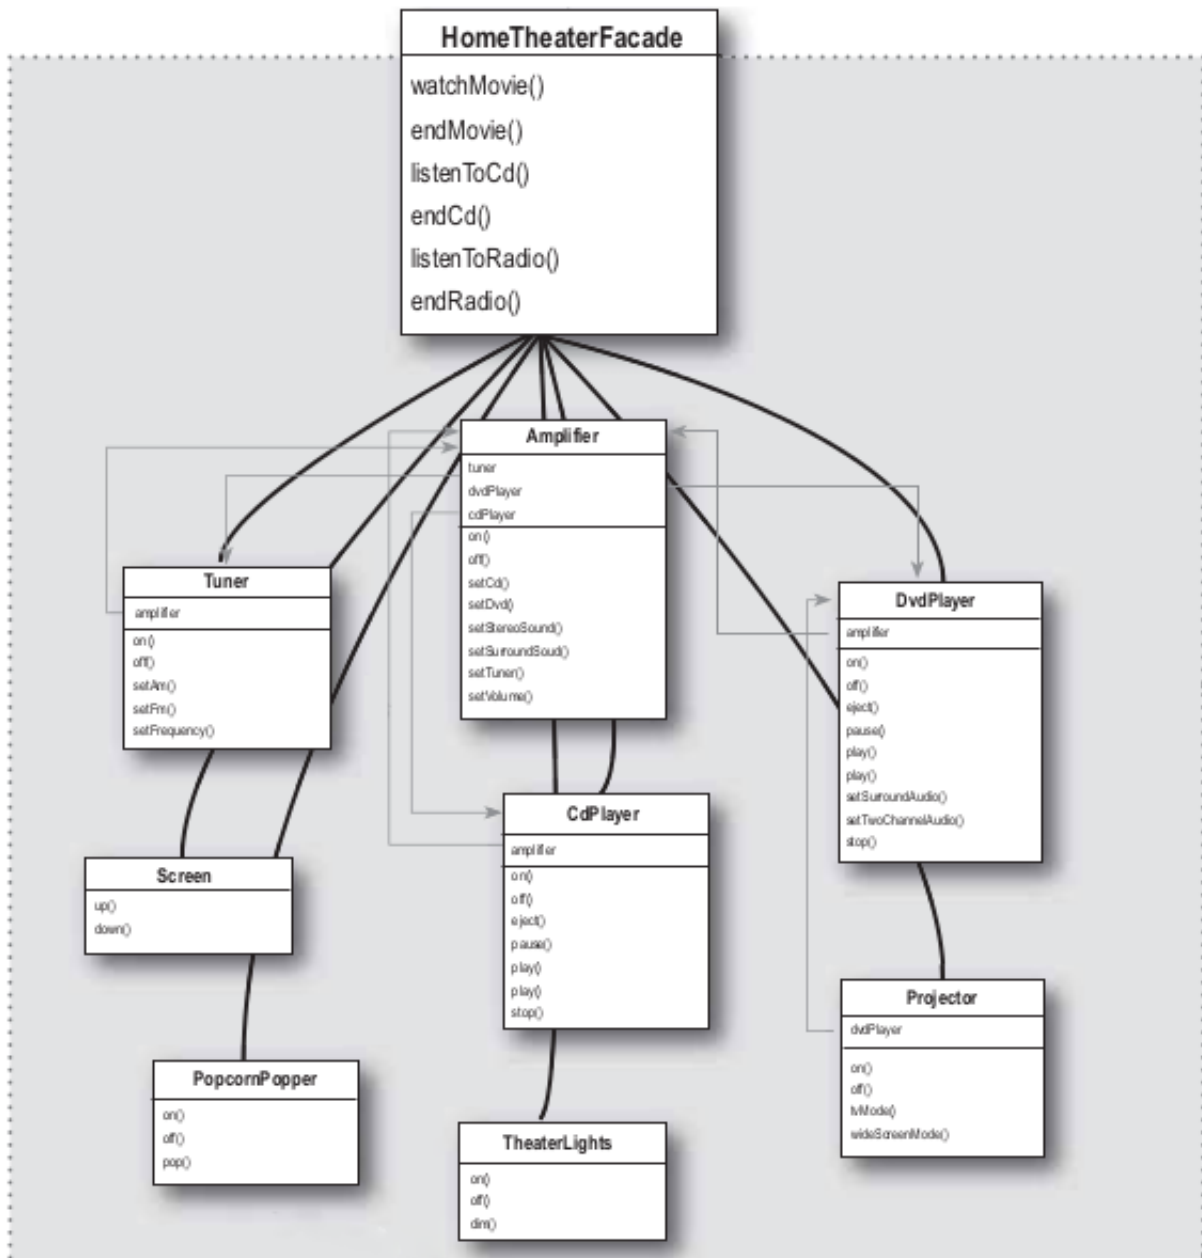 HomeTheaterFacade
watchMovie()
endMovie()
listenToCd()
endCd()
listenToRadio()
endRadio()
Amplifier
tuner
dvdPlayer
cdPlayer
on()
off()
setCd()
setDvd()
setStereoSound()
setSurroundSoud()
setTuner()
setVolume()
Tuner
amplifier
on()
off()
setAm()
setFm()
setFrequency()
DvdPlayer
amplifier
on()
off()
eject()
pause()
play()
play()
setSurroundAudio()
setTwoChannelAudio()
stop()
Screen
up()
down()
CdPlayer
amplifier
on()
off()
eject()
pause()
play()
play()
stop()
Projector
dvdPlayer
on()
off()
tvMode()
wideScreenMode()
PopcornPopper
on()
off()
pop()
TheaterLights
on()
off()
dim()